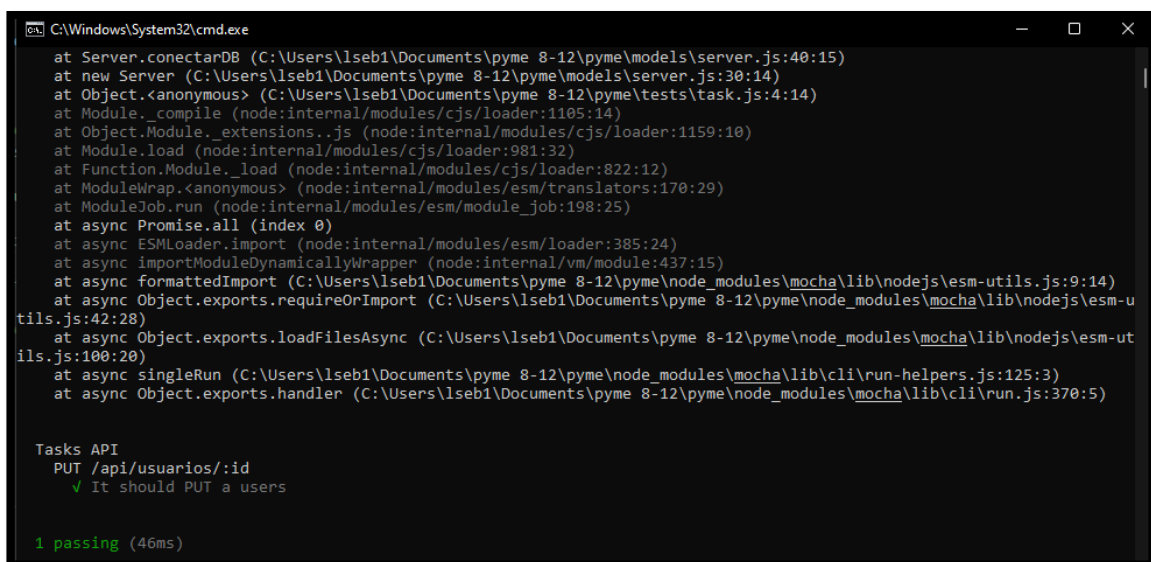 C:\Windows\System32\cmd.exe
at Server.conectarDB (C:\Users\lseb1\Documents\pyme 8-12\pyme\models\server.js:40:15)
at new Server (C:\Users\lseb1\Documents\pyme 8-12\pyme\models\server.js:30:14)
at Object.<anonymous> (C:\Users\lseb1\Documents\pyme 8-12\pyme\tests\task.js:4:14)
at Module._compile (node:internal/modules/cjs/loader:1105:14)
at Object.Module._extensions..js (node:internal/modules/cjs/loader:1159:10)
at Module.load (node:internal/modules/cjs/loader:981:32)
at Function.Module._load (node:internal/modules/cjs/loader:822:12)
at ModuleWrap.<anonymous> (node:internal/modules/esm/translators:170:29)
at ModuleJob.run (node:internal/modules/esm/module_job:198:25)
at async Promise.all (index 0)
at async ESMLoader.import (node:internal/modules/esm/loader:385:24)
at async importModuleDynamicallyWrapper (node:internal/vm/module:437:15)
at async formattedImport (C:\Users\lseb1\Documents\pyme 8-12\pyme\node_modules\mocha\lib\nodejs\esm-utils.js:9:14)
at async Object.exports.requireOrImport (C:\Users\lseb1\Documents\pyme 8-12\pyme\node_modules\mocha\lib\nodejs\esm-u
tils.js:42:28)
at async Object.exports.loadFilesAsync (C:\Users\lseb1\Documents\pyme 8-12\pyme\node_modules\mocha\lib\nodejs\esm-ut
ils.js:100:20)
at async singleRun (C:\Users\lseb1\Documents\pyme 8-12\pyme\node_modules\mocha\lib\cli\run-helpers.js:125:3)
at async Object.exports.handler (C:\Users\lseb1\Documents\pyme 8-12\pyme\node_modules\mocha\lib\cli\run.js:370:5)
Tasks API
PUT /api/usuarios/:id
√ It should PUT a users
1 passing (46ms)